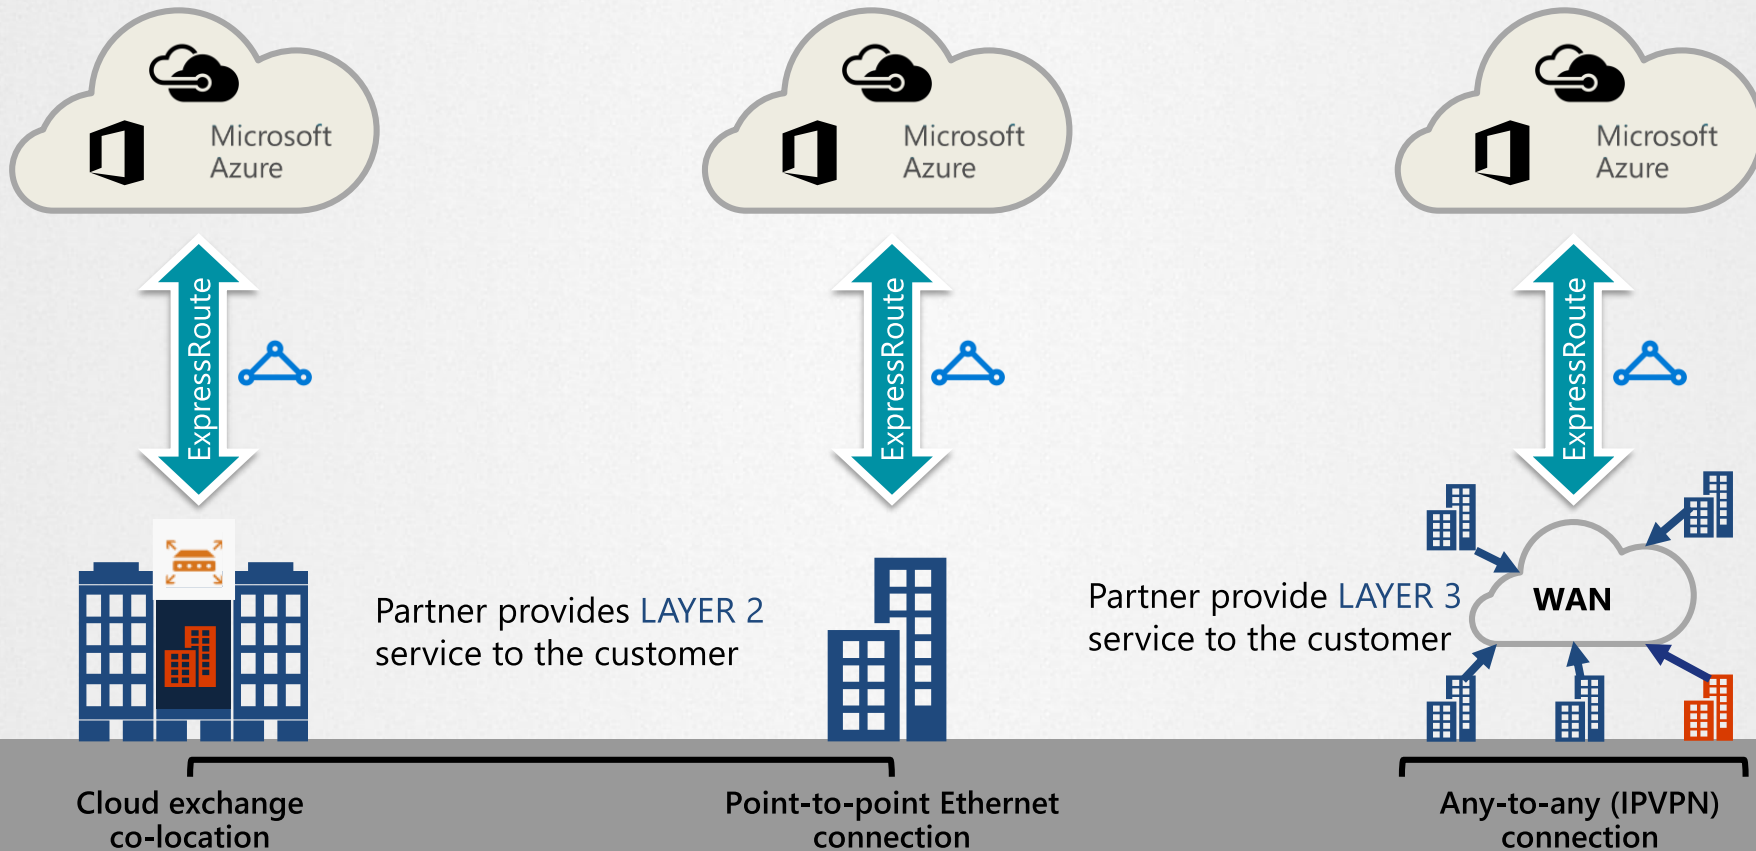 Microsoft
Azure
Microsoft
Azure
Microsoft
Azure
ExpressRoute
ExpressRoute
ExpressRoute
Partner provides LAYER 2
service to the customer
Partner provide LAYER 3
service to the customer
WAN
Cloud exchange
co-location
Point-to-point Ethernet
connection
Any-to-any (IPVPN)
connection